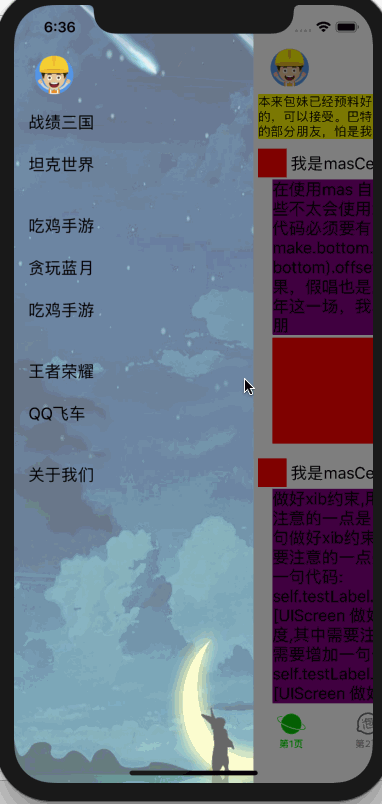 6:36
战绩三国
坦克世界
吃鸡手游
贪玩蓝月
吃鸡手游
王者荣耀
QQ飞车
关于我们
本来包妹已经预料好
的，可以接受。巴特
的部分朋友，怕是我
我是masCe
在使用mas 自
些不太会使用
代码必须要有
make.bottom.
bottom).offse
果，假唱也是
年这一场，我
朋
我是masCe
做好xib约束,用
注意的一点是
句做好xib约束
要注意的一点
一句代码:
self.testLabel.
[UIScreen 做好
度,其中需要注
需要增加一句
self.testLabel.
[UIScreen 做好
第1页
第2